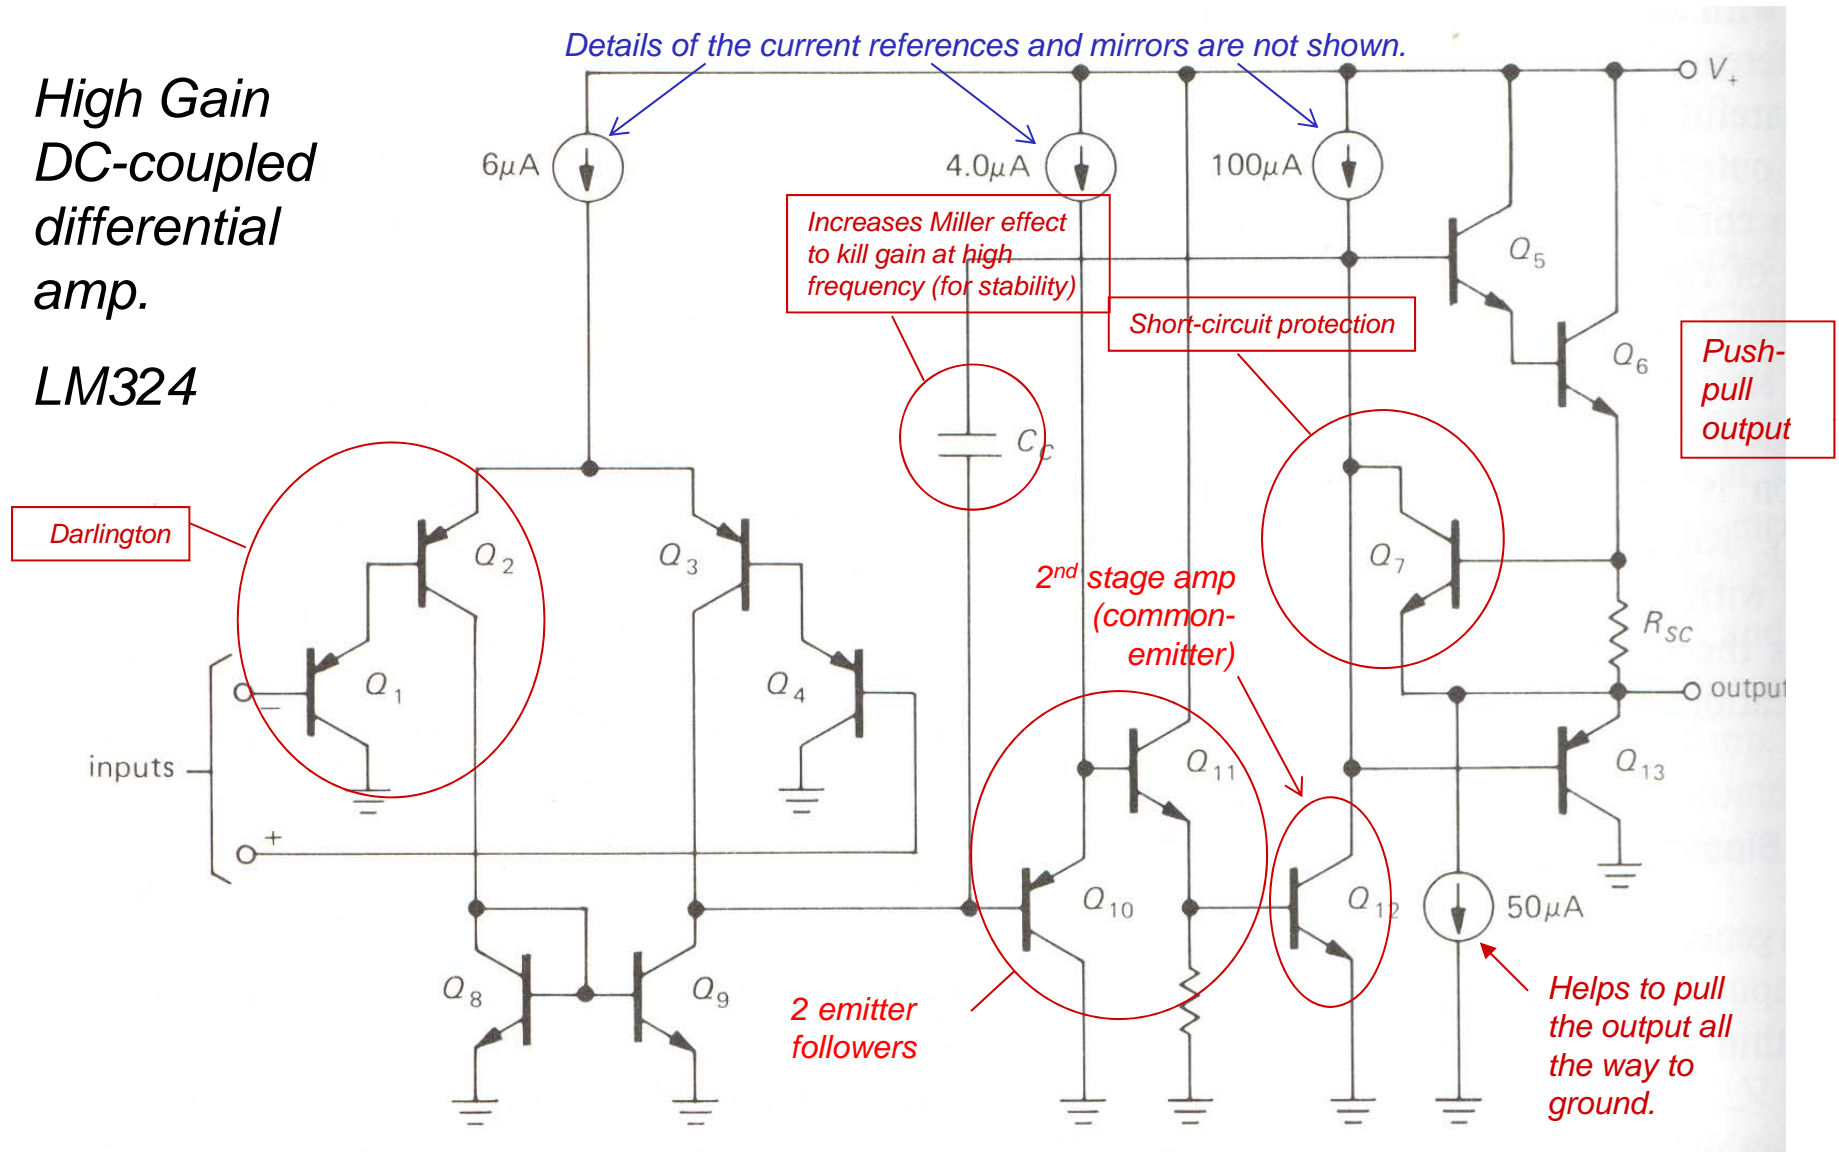 Details of the current references and mirrors are not shown.
High Gain
DC-coupled
differential
amp.
LM324
V+
6μA
4.0μA
100μA
Increases Miller effect
to kill gain at high
frequency (for stability)
Short-circuit protection
Q5
Q6
Push-
pull
output
CC
Darlington
Q2
Q3
Q7
2nd stage amp
(common-
emitter)
RSC
Q1
Q4
output
−
inputs
Q11
Q13
+
Q10
Q12
50μA
Q8
Q9
2 emitter
followers
Helps to pull
the output all
the way to
ground.